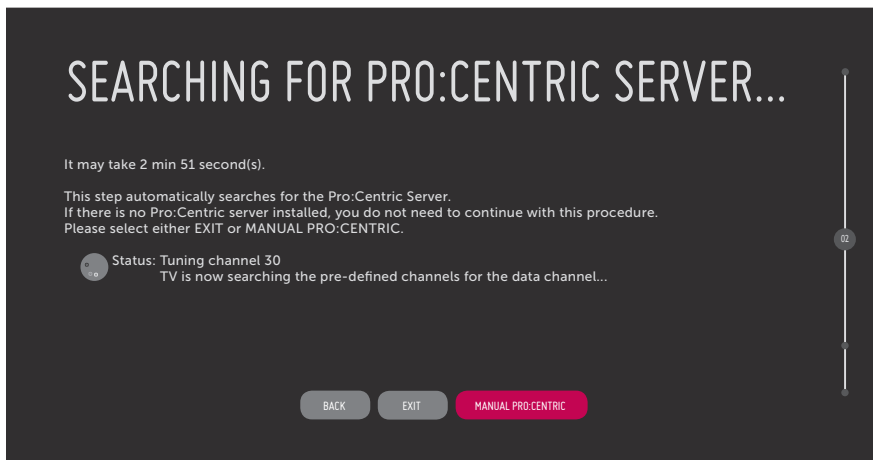 SEARCHING FOR PRO:CENTRIC SERVER...
It may take 2 min 51 second(s).
This step automatically searches for the Pro:Centric Server.
If there is no Pro:Centric server installed, you do not need to continue with this procedure.
Please select either EXIT or MANUAL PRO:CENTRIC.
Status: Tuning channel 30
TV is now searching the pre-defined channels for the data channel...
02
BACK EXIT MANUAL PRO:CENTRIC